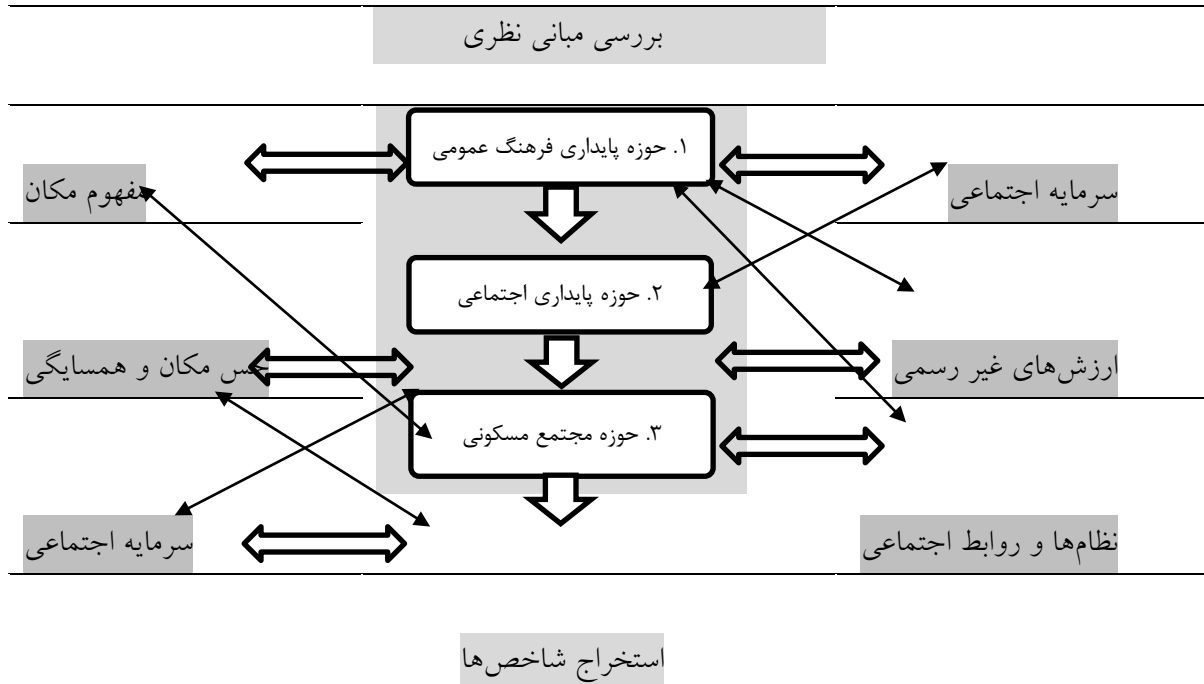 بررسی مبانی نظری
۱. حوزه پایداری فرهنگ عمومی
سرمایه اجتماعی
مفهوم مکان
۲. حوزه پایداری اجتماعی
ارزش‌های غیر رسمی
حس مکان و همسایگی
۳. حوزه مجتمع مسکونی
نظام‌ها و روابط اجتماعی
سرمایه اجتماعی
استخراج شاخص‌ها